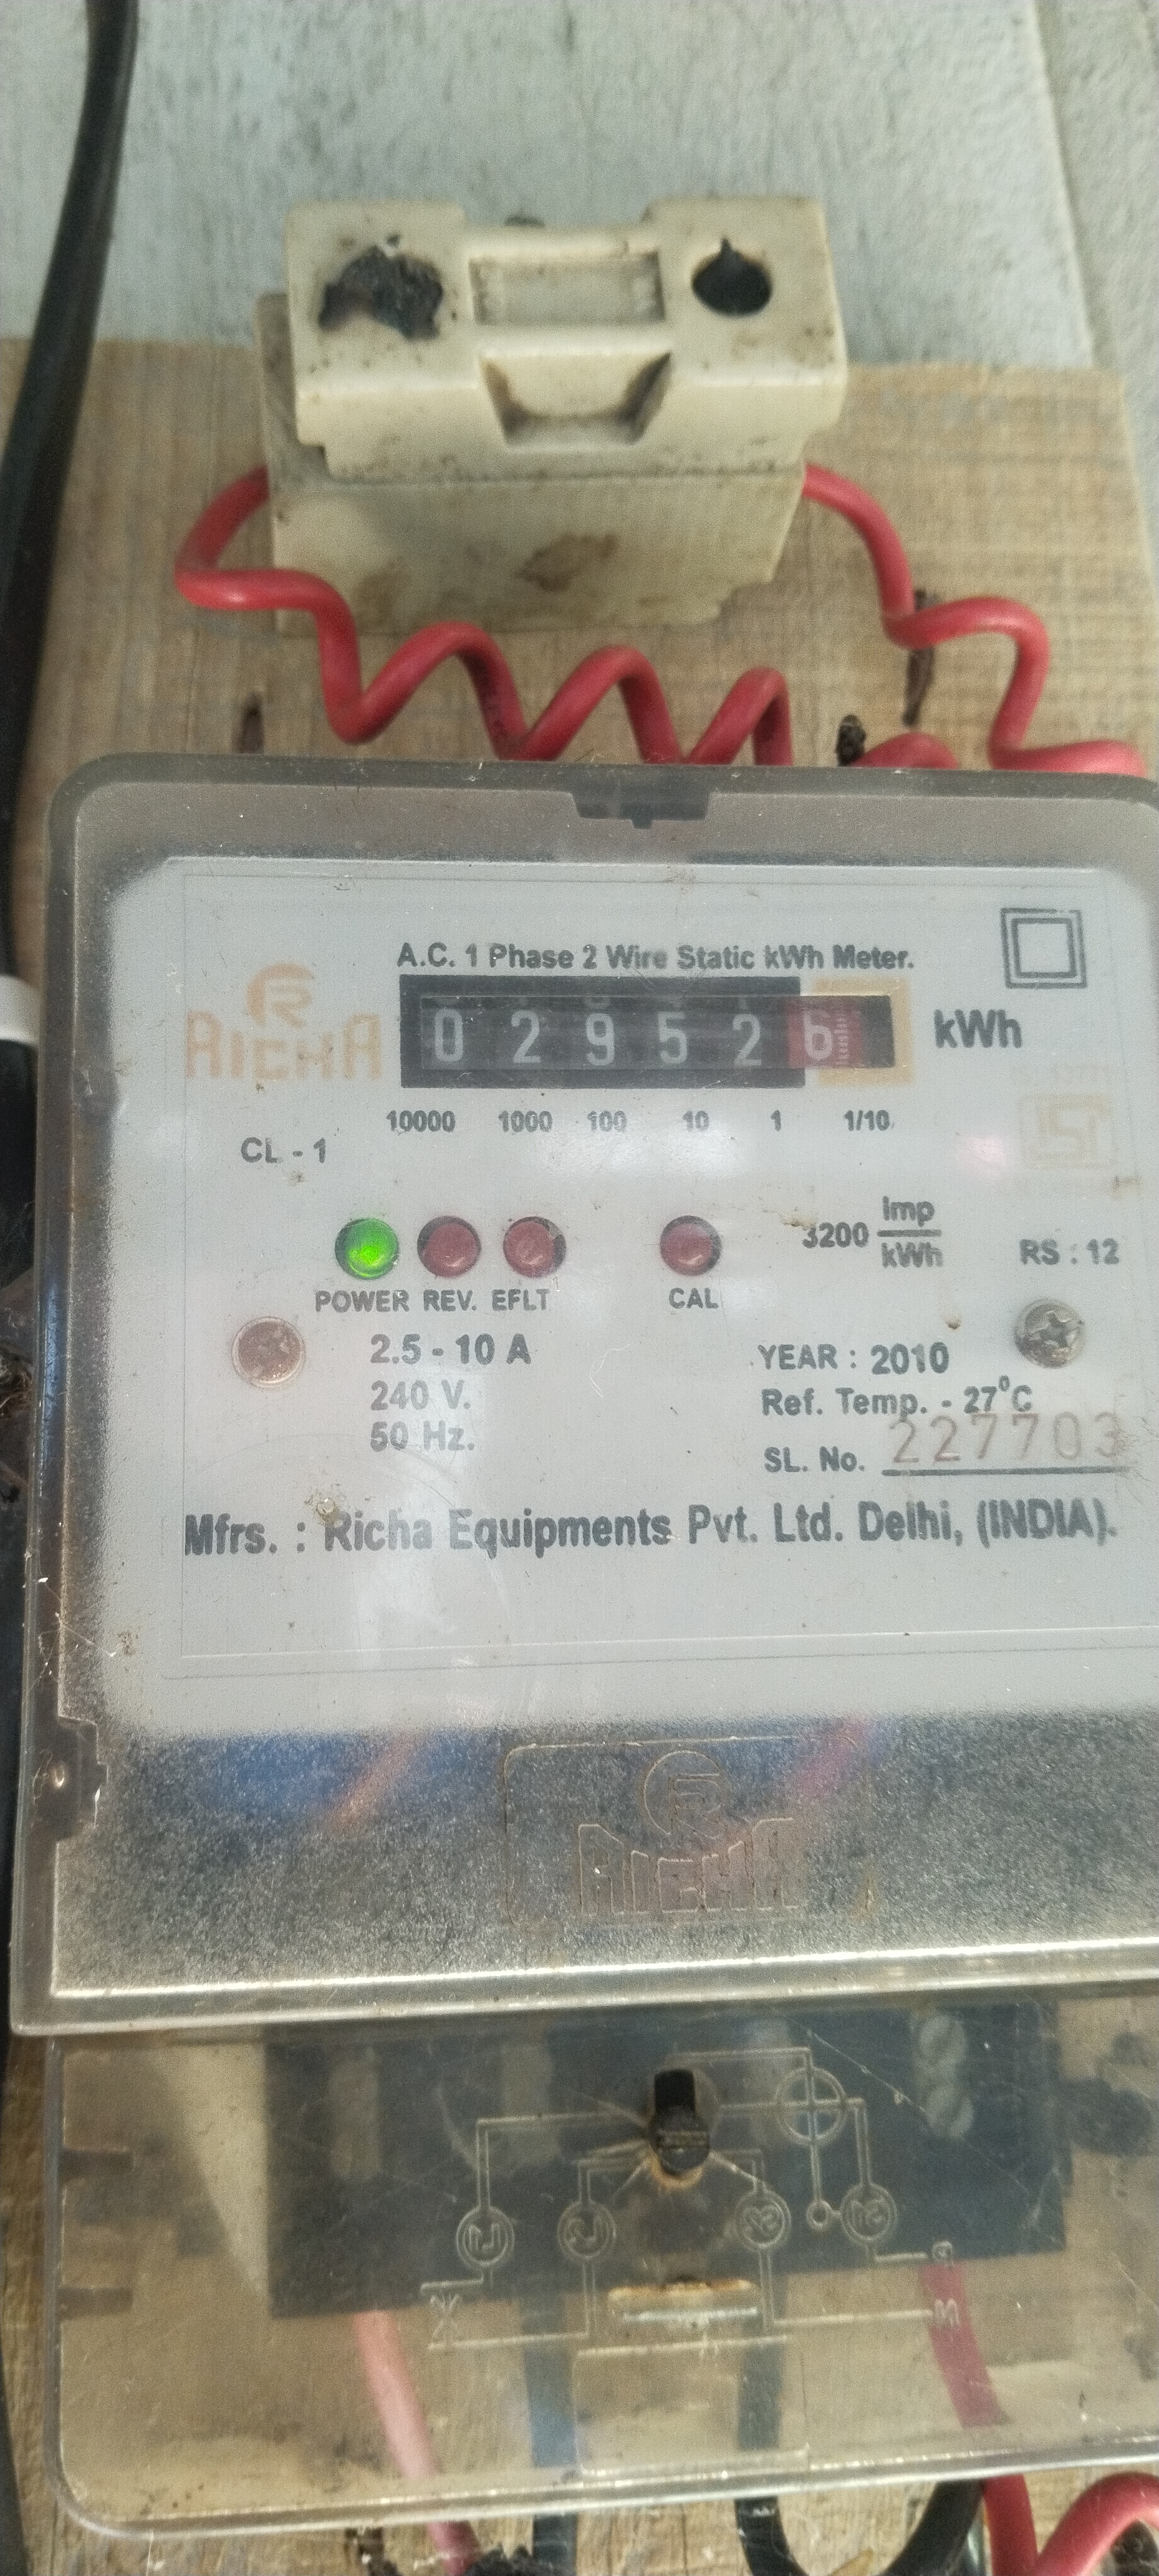 A.C. 1 Phase 2 Wire Static kWh Meter.
RICHA
0 2 9 5 2 6 kWh
10000 1000 100 10 1 1/10
ISI
CL - 1
3200 Imp/kWh
RS : 12
POWER REV. EFLT CAL
2.5 - 10 A
240 V.
50 Hz.
YEAR : 2010
Ref. Temp. - 27°C
SL. No. 227703
Mfrs. : Richa Equipments Pvt. Ltd. Delhi, (INDIA).
RICHA